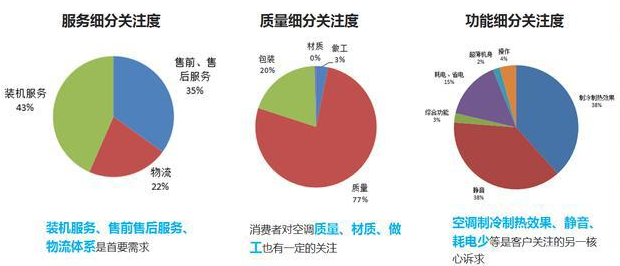 服务细分关注度
售前、售
后服务
35%
装机服务
43%
物流
22%
装机服务、售前售后服务、
物流体系是首要需求
质量细分关注度
材质
0%
做工
3%
包装
20%
质量
77%
消费者对空调质量、材质、做
工也有一定的关注
功能细分关注度
超薄机身
2%
操作
4%
耗电、省电
15%
制冷制热效果
38%
综合功能
3%
静音
38%
空调制冷制热效果、静音、
耗电少等是客户关注的另一核
心诉求